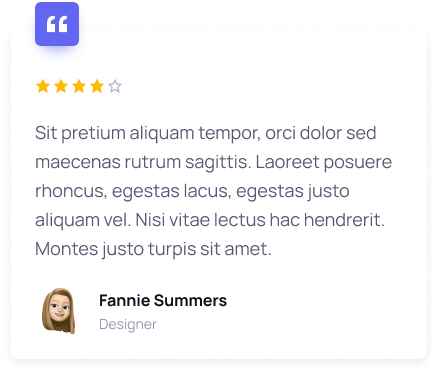 Sit pretium aliquam tempor, orci dolor sed
maecenas rutrum sagittis. Laoreet posuere
rhoncus, egestas lacus, egestas justo
aliquam vel. Nisi vitae lectus hac hendrerit.
Montes justo turpis sit amet.
Fannie Summers
Designer